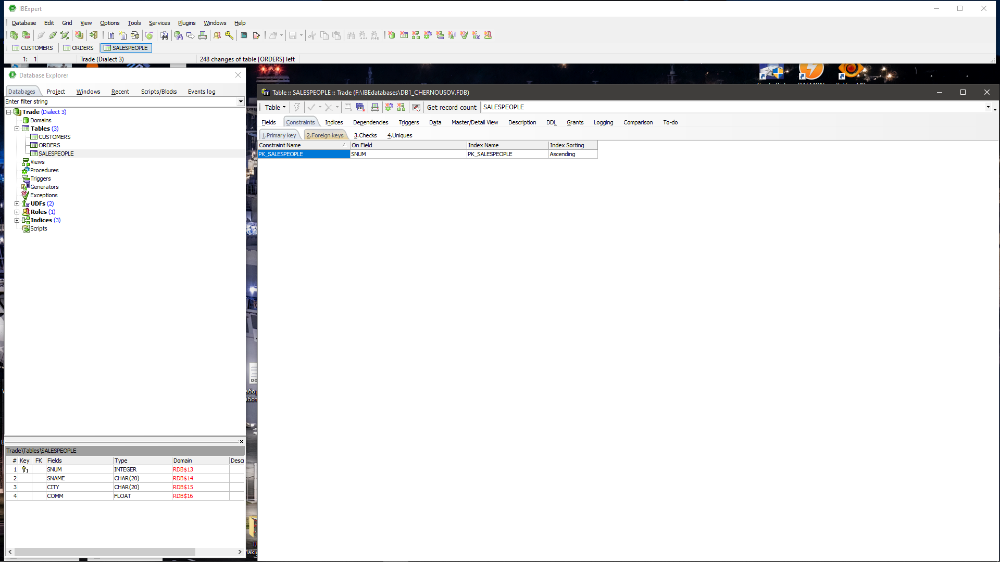 IBExpert
Database Edit Grid View Options Tools Services Plugins Windows Help
CUSTOMERS ORDERS SALESPEOPLE
1: 1 Trade (Dialect 3) 248 changes of table [ORDERS] left
Database Explorer
Databases Project Windows Recent Scripts/Blocks Events log
Enter filter string
Trade (Dialect 3)
Domains
Tables (3)
CUSTOMERS
ORDERS
SALESPEOPLE
Views
Procedures
Triggers
Generators
Exceptions
UDFs (2)
Roles (1)
Indices (3)
Scripts
Trade\Tables\SALESPEOPLE
# Key FK Fields Type Domain Descr
1 1 SNUM INTEGER RDB$13
2 SNAME CHAR(20) RDB$14
3 CITY CHAR(20) RDB$15
4 COMM FLOAT RDB$16
Table :: SALESPEOPLE :: Trade (F:\IBEdatabases\DB1_CHERNOUSOV.FDB)
Table Get record count SALESPEOPLE
Fields Constraints Indices Dependencies Triggers Data Master/Detail View Description DDL Grants Logging Comparison To-do
1.Primary key 2.Foreign keys 3.Checks 4.Uniques
Constraint Name On Field Index Name Index Sorting
PK_SALESPEOPLE SNUM PK_SALESPEOPLE Ascending